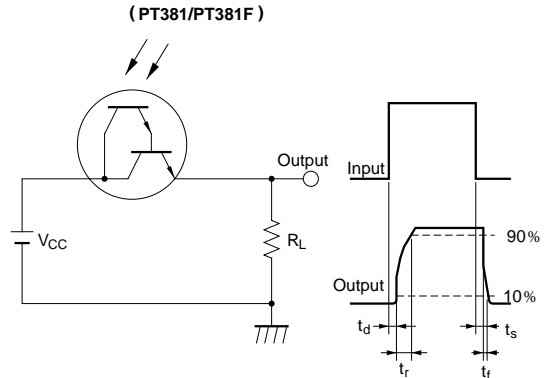 (PT381/PT381F)
Output
VCC
RL
Input
90%
Output
10%
td
ts
tr
tf